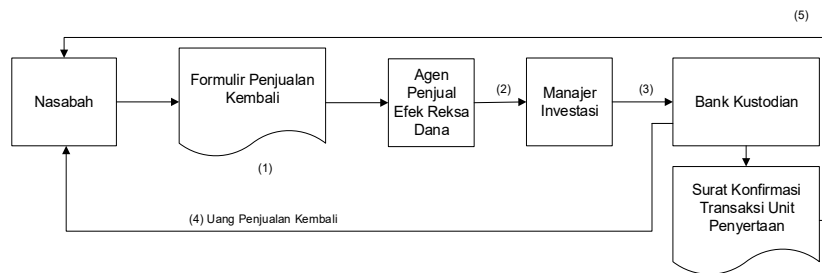 (5)
Nasabah
Formulir Penjualan
Kembali
(1)
Agen
Penjual
Efek Reksa
Dana
(2)
Manajer
Investasi
(3)
Bank Kustodian
(4) Uang Penjualan Kembali
Surat Konfirmasi
Transaksi Unit
Penyertaan